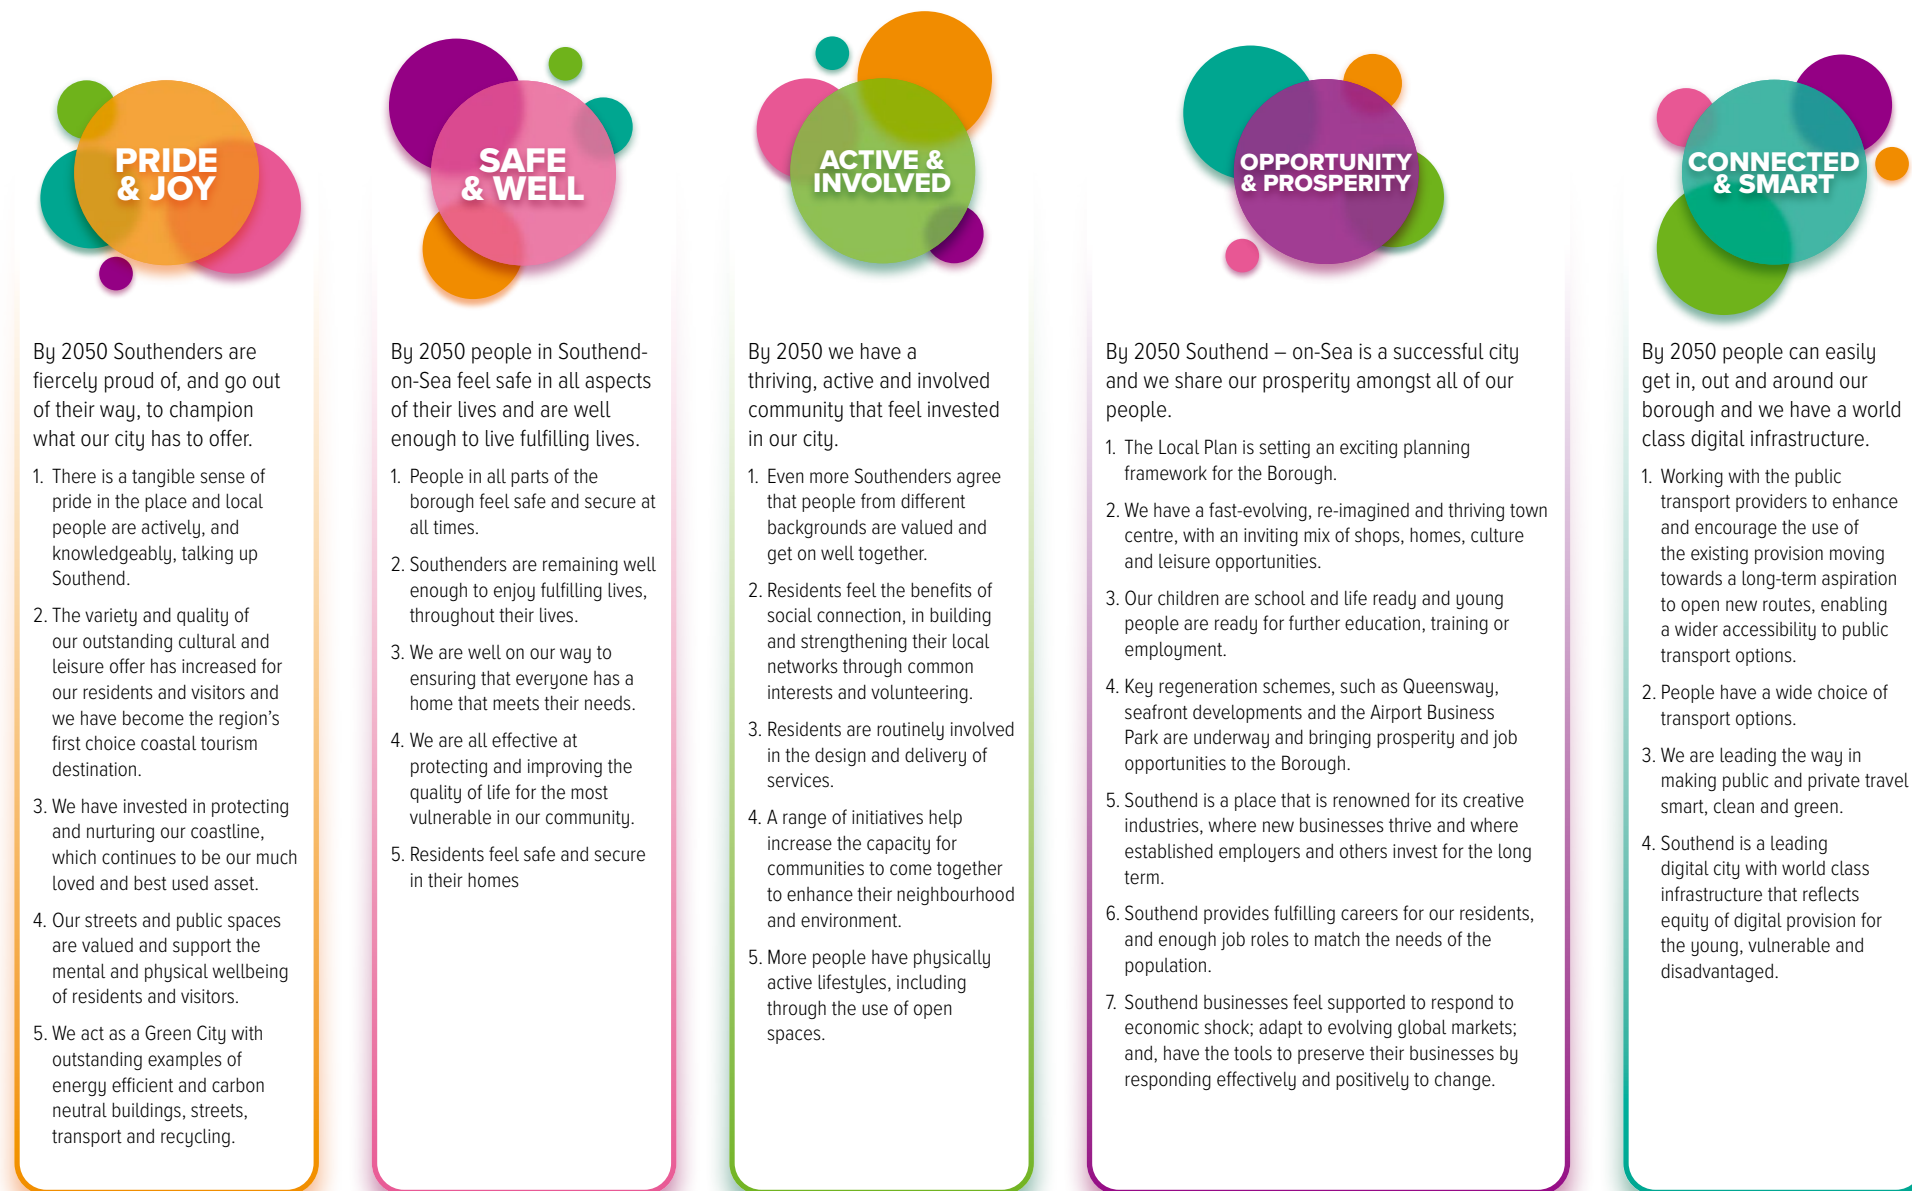 PRIDE
& JOY
By 2050 Southenders are
fiercely proud of, and go out
of their way, to champion
what our city has to offer.
1. There is a tangible sense of
pride in the place and local
people are actively, and
knowledgeably, talking up
Southend.
2. The variety and quality of
our outstanding cultural and
leisure offer has increased for
our residents and visitors and
we have become the region’s
first choice coastal tourism
destination.
3. We have invested in protecting
and nurturing our coastline,
which continues to be our much
loved and best used asset.
4. Our streets and public spaces
are valued and support the
mental and physical wellbeing
of residents and visitors.
5. We act as a Green City with
outstanding examples of
energy efficient and carbon
neutral buildings, streets,
transport and recycling.
SAFE
& WELL
By 2050 people in Southend-
on-Sea feel safe in all aspects
of their lives and are well
enough to live fulfilling lives.
1. People in all parts of the
borough feel safe and secure at
all times.
2. Southenders are remaining well
enough to enjoy fulfilling lives,
throughout their lives.
3. We are well on our way to
ensuring that everyone has a
home that meets their needs.
4. We are all effective at
protecting and improving the
quality of life for the most
vulnerable in our community.
5. Residents feel safe and secure
in their homes
ACTIVE &
INVOLVED
By 2050 we have a
thriving, active and involved
community that feel invested
in our city.
1. Even more Southenders agree
that people from different
backgrounds are valued and
get on well together.
2. Residents feel the benefits of
social connection, in building
and strengthening their local
networks through common
interests and volunteering.
3. Residents are routinely involved
in the design and delivery of
services.
4. A range of initiatives help
increase the capacity for
communities to come together
to enhance their neighbourhood
and environment.
5. More people have physically
active lifestyles, including
through the use of open
spaces.
OPPORTUNITY
& PROSPERITY
By 2050 Southend – on-Sea is a successful city
and we share our prosperity amongst all of our
people.
1. The Local Plan is setting an exciting planning
framework for the Borough.
2. We have a fast-evolving, re-imagined and thriving town
centre, with an inviting mix of shops, homes, culture
and leisure opportunities.
3. Our children are school and life ready and young
people are ready for further education, training or
employment.
4. Key regeneration schemes, such as Queensway,
seafront developments and the Airport Business
Park are underway and bringing prosperity and job
opportunities to the Borough.
5. Southend is a place that is renowned for its creative
industries, where new businesses thrive and where
established employers and others invest for the long
term.
6. Southend provides fulfilling careers for our residents,
and enough job roles to match the needs of the
population.
7. Southend businesses feel supported to respond to
economic shock; adapt to evolving global markets;
and, have the tools to preserve their businesses by
responding effectively and positively to change.
CONNECTED
& SMART
By 2050 people can easily
get in, out and around our
borough and we have a world
class digital infrastructure.
1. Working with the public
transport providers to enhance
and encourage the use of
the existing provision moving
towards a long-term aspiration
to open new routes, enabling
a wider accessibility to public
transport options.
2. People have a wide choice of
transport options.
3. We are leading the way in
making public and private travel
smart, clean and green.
4. Southend is a leading
digital city with world class
infrastructure that reflects
equity of digital provision for
the young, vulnerable and
disadvantaged.